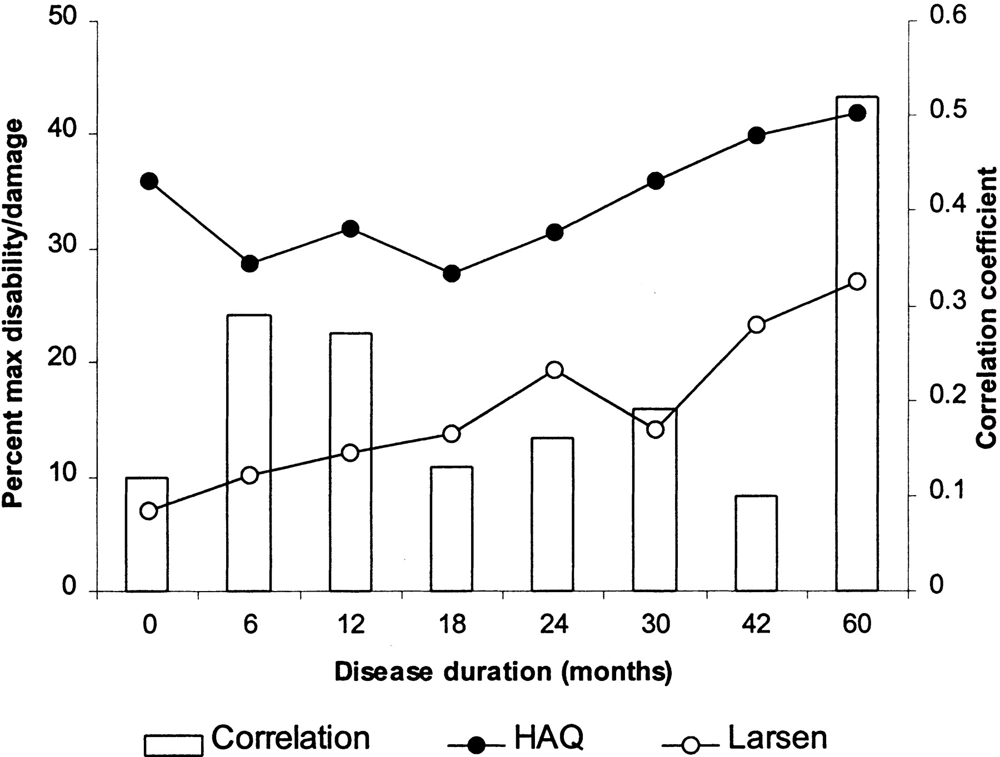 Percent max disability/damage
50
40
30
20
10
0
0.6
0.5
0.4
0.3
0.2
0.1
0
Correlation coefficient
0 6 12 18 24 30 42 60
Disease duration (months)
Correlation HAQ Larsen